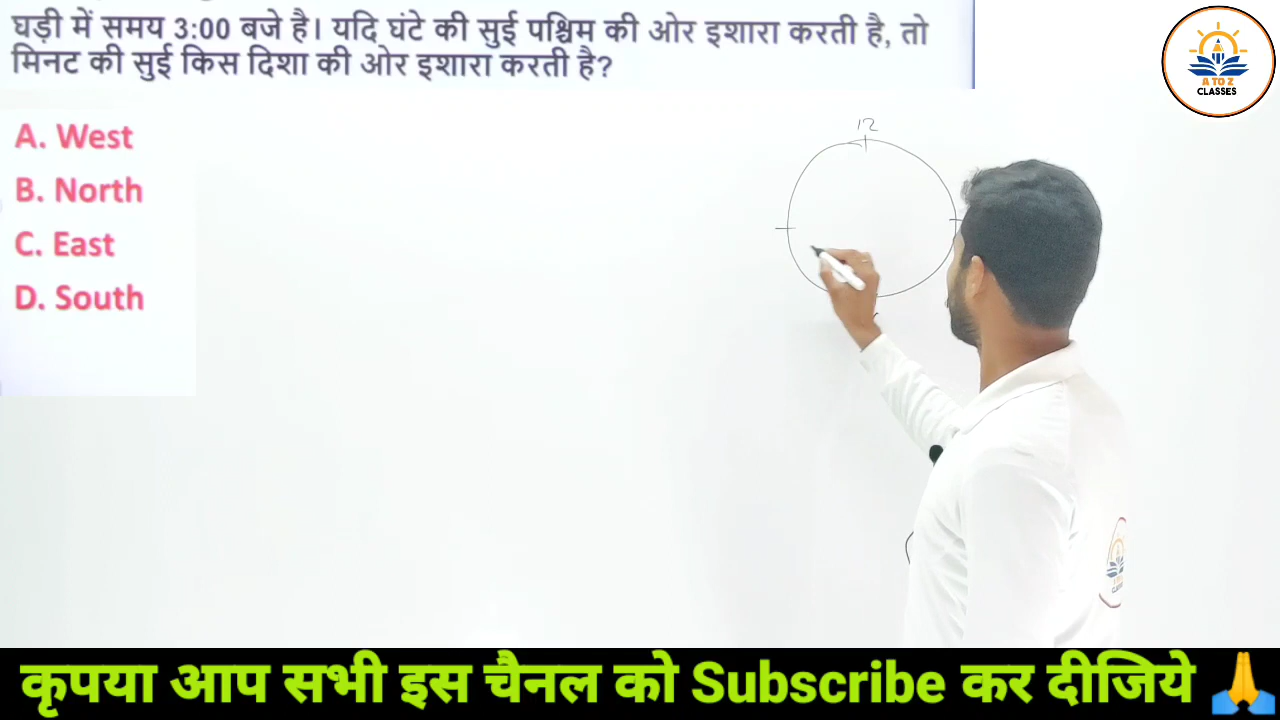 घड़ी में समय 3:00 बजे है। यदि घंटे की सुई पश्चिम की ओर इशारा करती है, तो
मिनट की सुई किस दिशा की ओर इशारा करती है?
A TO Z
CLASSES
A. West
B. North
C. East
D. South
12
कृपया आप सभी इस चैनल को Subscribe कर दीजिये 🙏